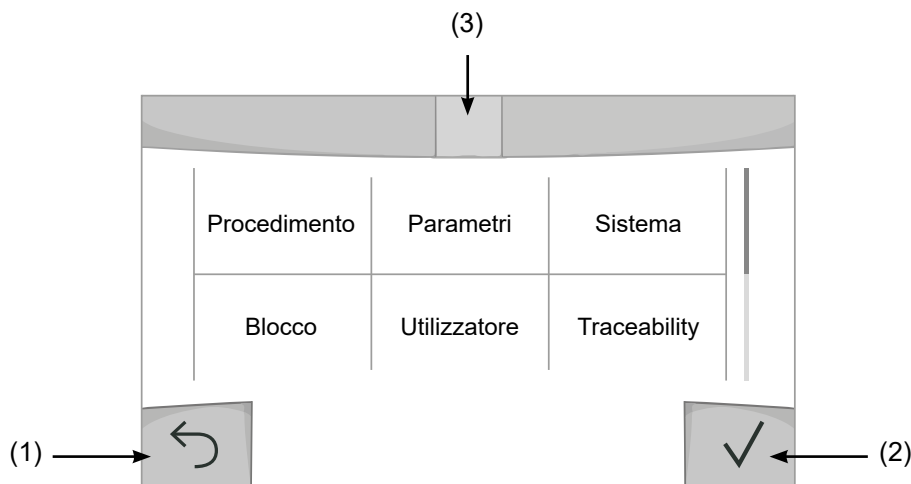 (3)
Procedimento Parametri Sistema
Blocco Utilizzatore Traceability
(1) (2)